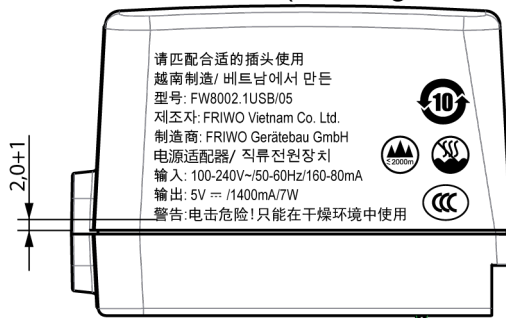 请匹配合适的插头使用
越南制造/ 베트남에서 만든
型号: FW8002.1USB/05
제조자: FRIWO Vietnam Co. Ltd.
制造商: FRIWO Gerätebau GmbH
电源适配器/ 직류전원장치
输入: 100-240V~/50-60Hz/160-80mA
输出: 5V ⎓ /1400mA/7W
警告:电击危险!只能在干燥环境中使用
10
≤2000m
CCC
2,0+1